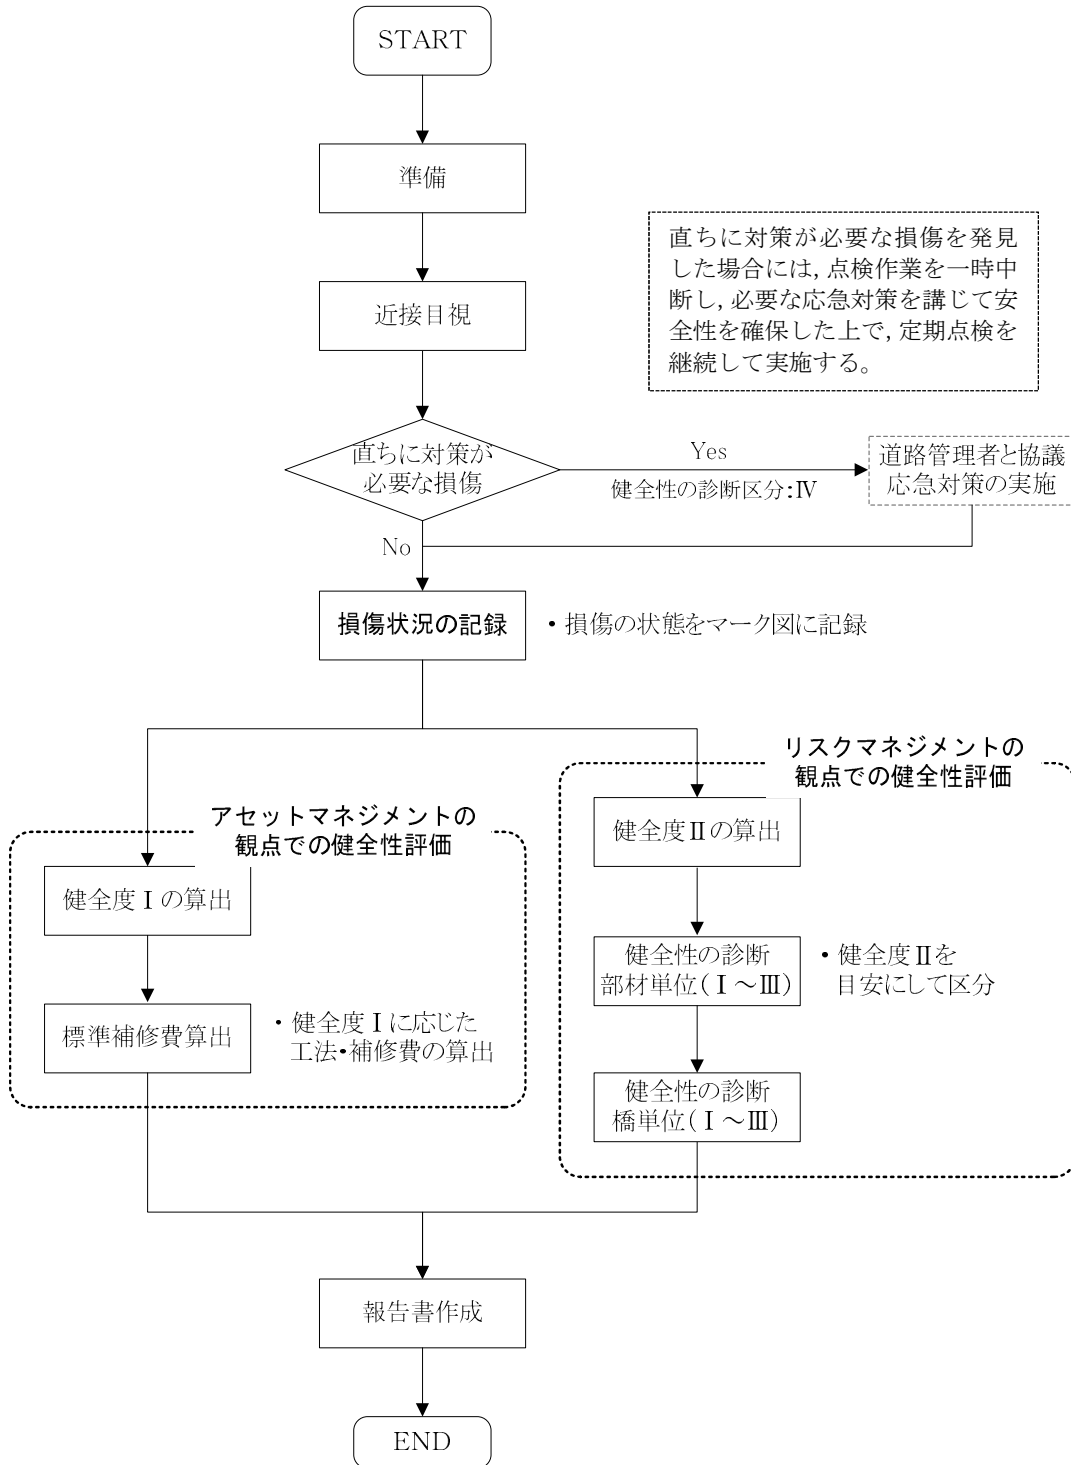 START
準備
近接目視
直ちに対策が必要な損傷を発見
した場合には,点検作業を一時中
断し,必要な応急対策を講じて安
全性を確保した上で,定期点検を
継続して実施する。
直ちに対策が
必要な損傷
Yes
健全性の診断区分:Ⅳ
道路管理者と協議
応急対策の実施
No
損傷状況の記録
・損傷の状態をマーク図に記録
アセットマネジメントの
観点での健全性評価
健全度Ⅰの算出
標準補修費算出
・健全度Ⅰに応じた
工法・補修費の算出
リスクマネジメントの
観点での健全性評価
健全度Ⅱの算出
健全性の診断
部材単位(Ⅰ～Ⅲ)
・健全度Ⅱを
目安にして区分
健全性の診断
橋単位(Ⅰ～Ⅲ)
報告書作成
END